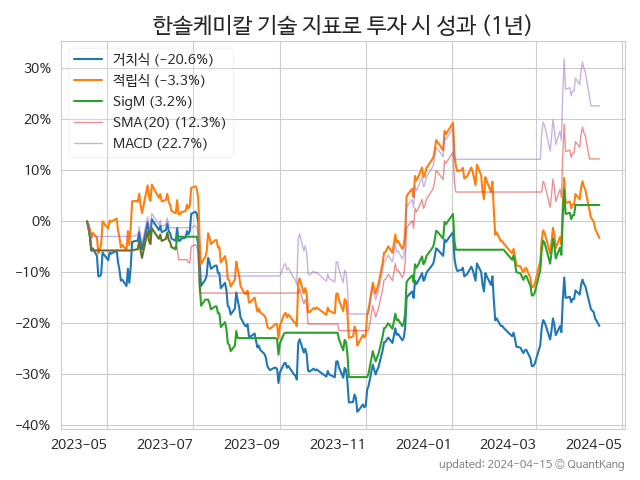 한솔케미칼 기술 지표로 투자 시 성과 (1년)
거치식 (−20.6%)
적립식 (−3.3%)
SigM (3.2%)
SMA(20) (12.3%)
MACD (22.7%)
30%
20%
10%
0%
−10%
−20%
−30%
−40%
2023-05 2023-07 2023-09 2023-11 2024-01 2024-03 2024-05
updated: 2024-04-15 © QuantKang